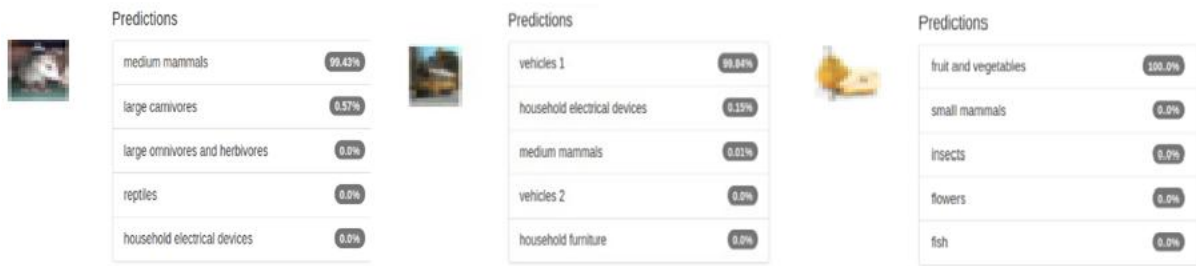 Predictions
medium mammals 99.43%
large carnivores 0.57%
large omnivores and herbivores 0.0%
reptiles 0.0%
household electrical devices 0.0%
Predictions
vehicles 1 99.84%
household electrical devices 0.15%
medium mammals 0.01%
vehicles 2 0.0%
household furniture 0.0%
Predictions
fruit and vegetables 100.0%
small mammals 0.0%
insects 0.0%
flowers 0.0%
fish 0.0%